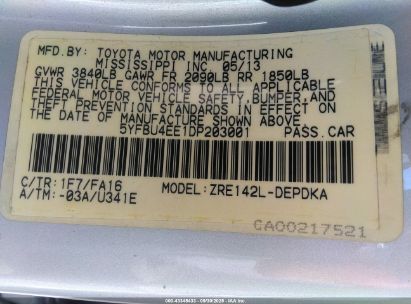 MFD.BY: TOYOTA MOTOR MANUFACTURING
MISSISSIPPI INC 05/13
GVWR 3840LB GAWR FR 2090LB RR 1850LB
THIS VEHICLE CONFORMS TO ALL APPLICABLE
FEDERAL MOTOR VEHICLE SAFETY, BUMPER, AND
THEFT PREVENTION STANDARDS IN EFFECT ON
THE DATE OF MANUFACTURE SHOWN ABOVE.
5YFBU4EE1DP203001 PASS.CAR
C/TR:1F7/FA16 MODEL:ZRE142L-DEPDKA
A/TM:-03A/U341E
CA00217521